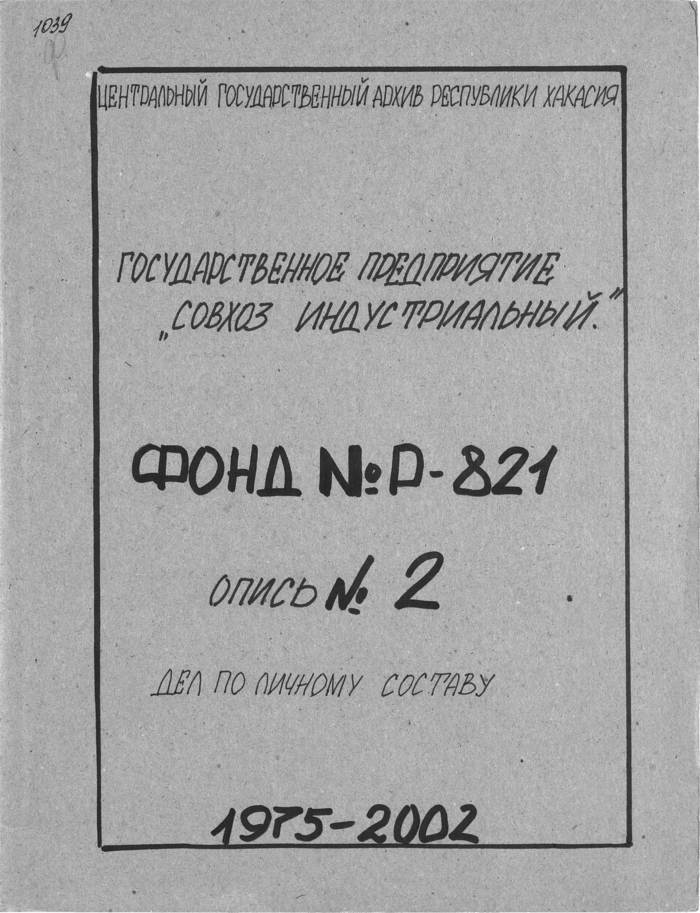 1039
ЦЕНТРАЛЬНЫЙ ГОСУДАРСТВЕННЫЙ АРХИВ РЕСПУБЛИКИ ХАКАСИЯ
ГОСУДАРСТВЕННОЕ ПРЕДПРИЯТИЕ
„СОВХОЗ ИНДУСТРИАЛЬНЫЙ.”
ФОНД №Р-821
ОПИСЬ № 2
ДЕЛ ПО ЛИЧНОМУ СОСТАВУ
1975-2002